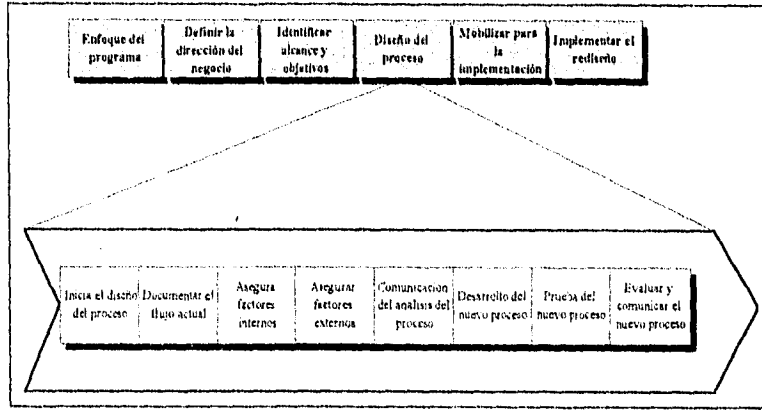 Enfoque del
programa
Definir la
dirección del
negocio
Identificar
alcance y
objetivos
Diseño del
proceso
Mobilizar para
la
implementación
Implementar el
rediseño
Inicia el diseño
del proceso
Documentar el
flujo actual
Asegura
factores
internos
Asegurar
factores
externos
Comunicación
del analisis del
proceso
Desarrollo del
nuevo proceso
Prueba del
nuevo proceso
Evaluar y
comunicar el
nuevo proceso